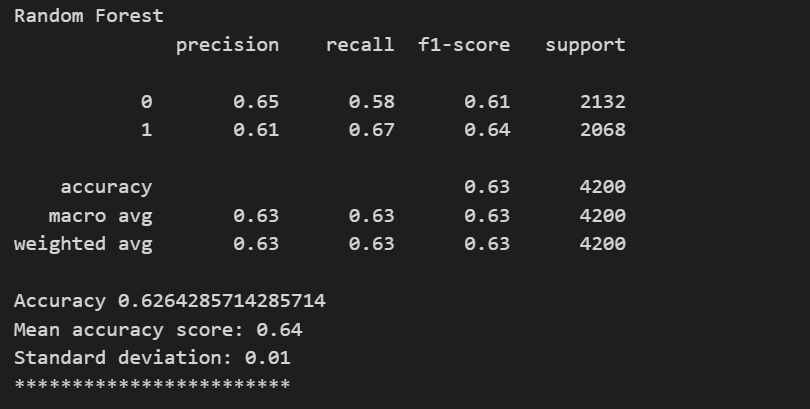 Random Forest
precision recall f1-score support
0 0.65 0.58 0.61 2132
1 0.61 0.67 0.64 2068
accuracy 0.63 4200
macro avg 0.63 0.63 0.63 4200
weighted avg 0.63 0.63 0.63 4200
Accuracy 0.6264285714285714
Mean accuracy score: 0.64
Standard deviation: 0.01
************************